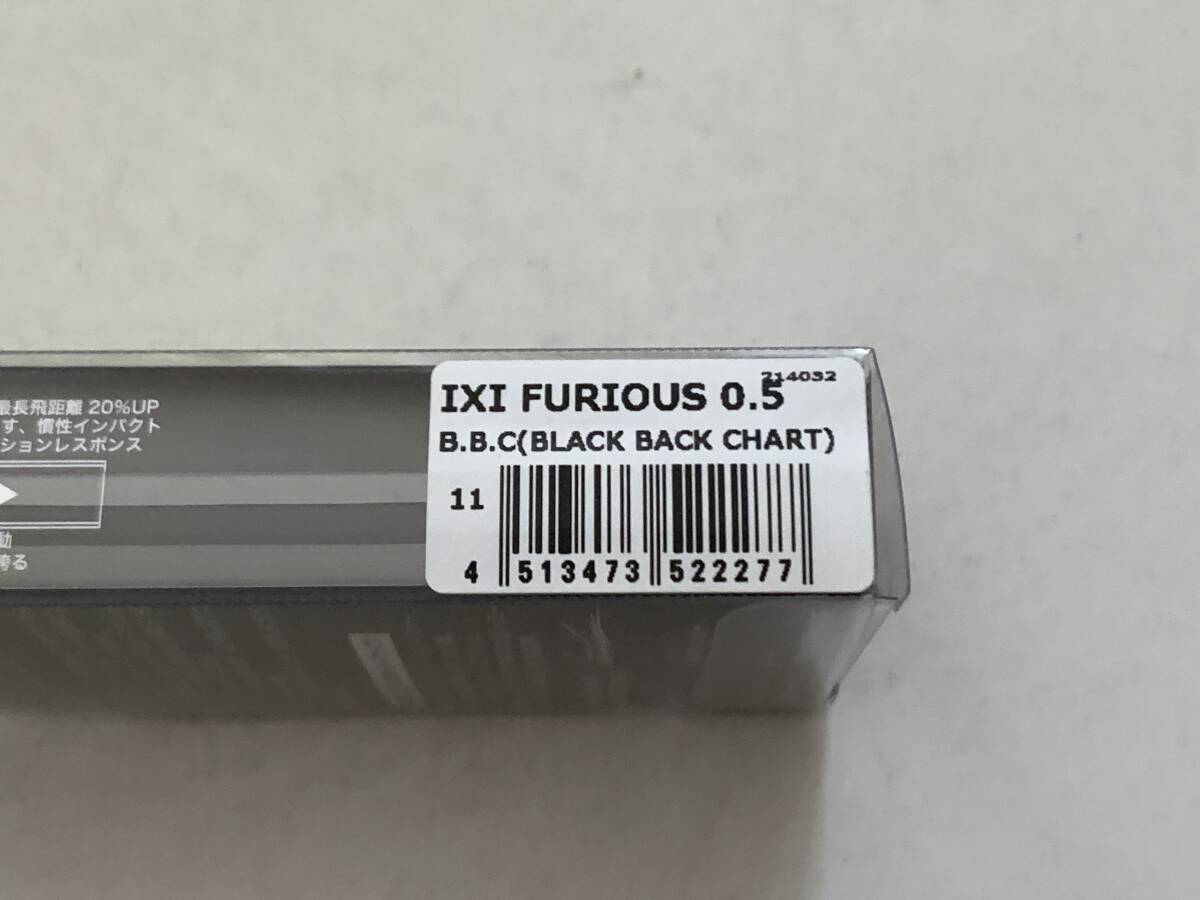 最長飛距離 20%UP
す、慣性インパクト
ションレスポンス
動
誇る
214032
IXI FURIOUS 0.5
B.B.C(BLACK BACK CHART)
11
4 513473 522277